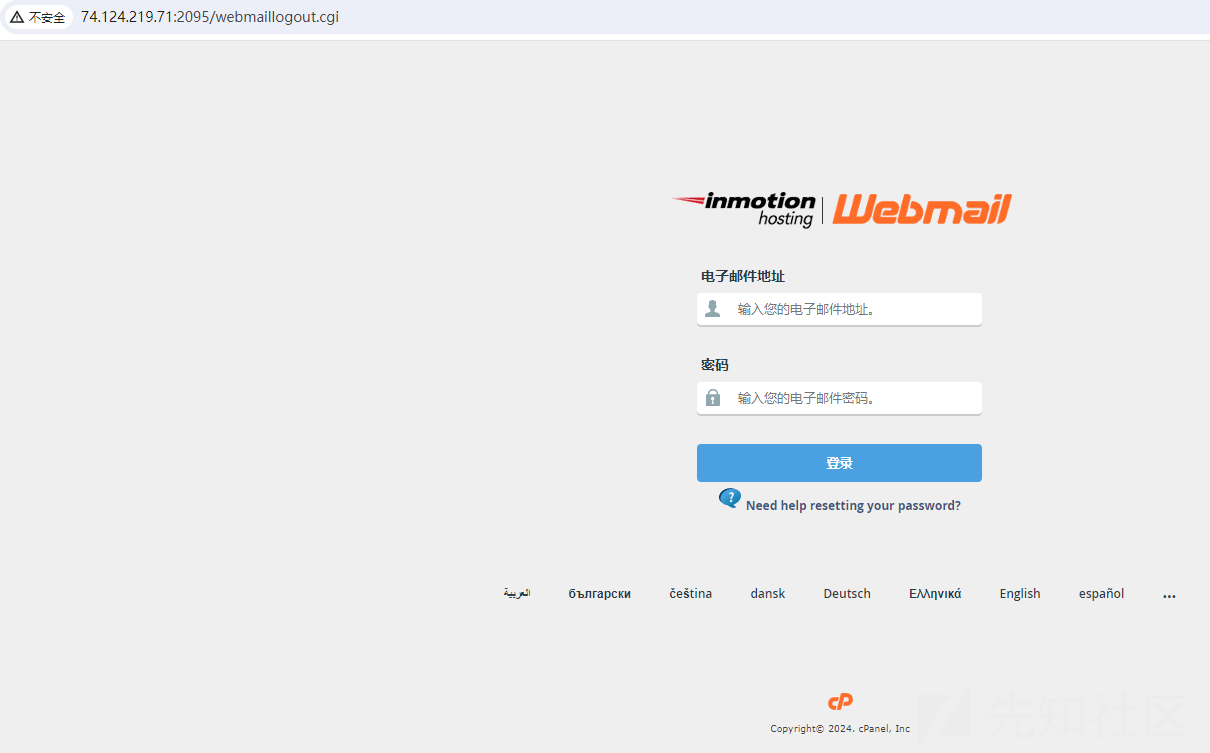 不安全 74.124.219.71:2095/webmaillogout.cgi
inmotion hosting | Webmail
电子邮件地址
输入您的电子邮件地址。
密码
输入您的电子邮件密码。
登录
? Need help resetting your password?
العربية български čeština dansk Deutsch Ελληνικά English español ...
cP
Copyright© 2024. cPanel, Inc
先知社区